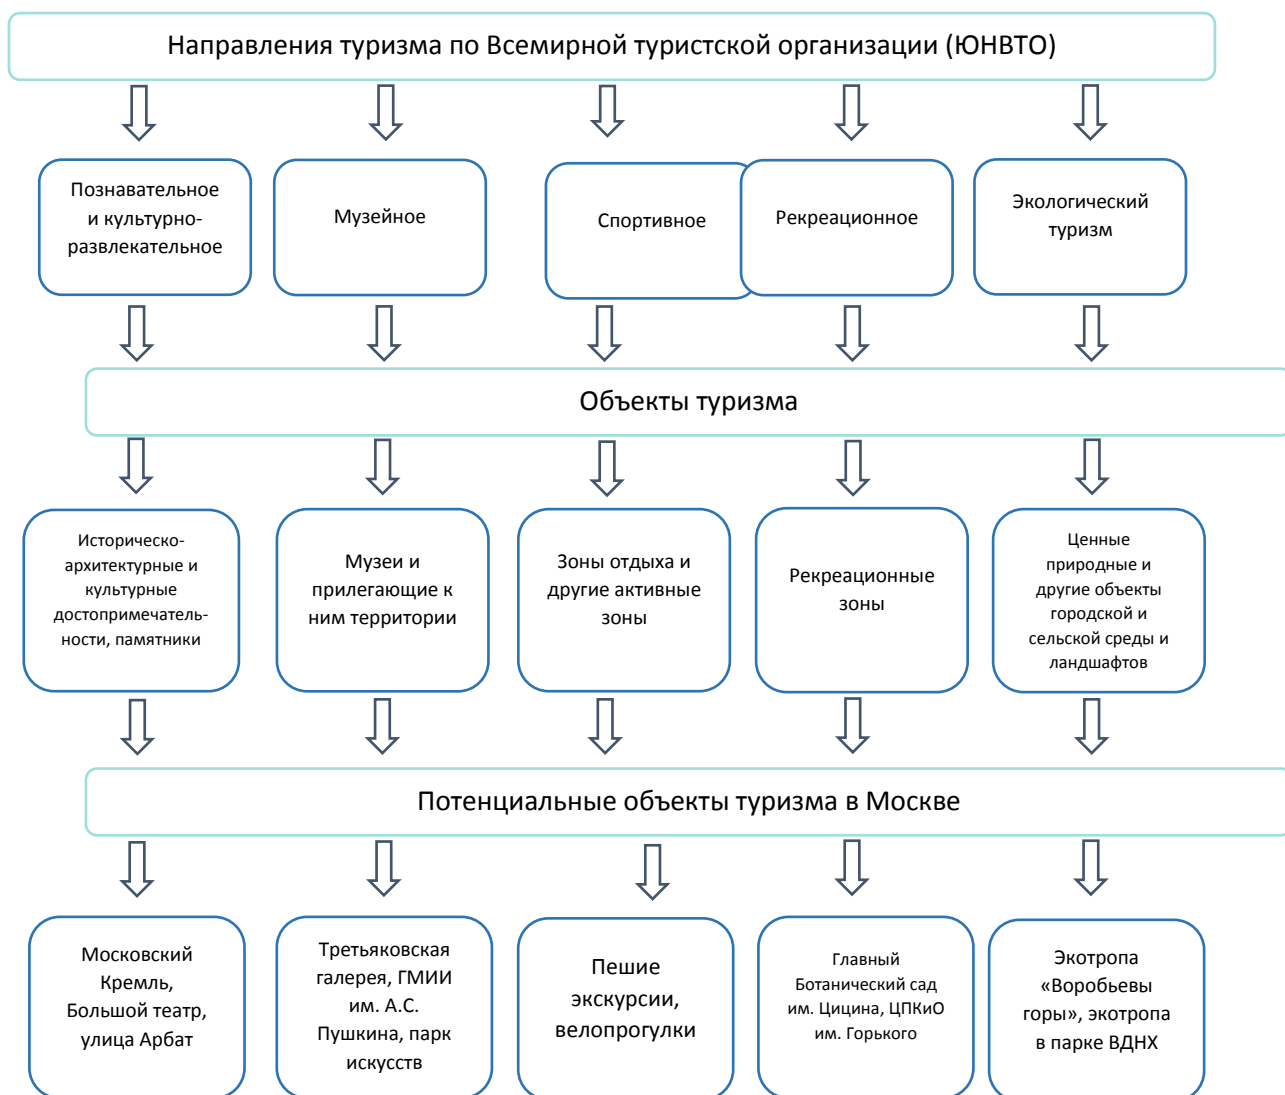 Направления туризма по Всемирной туристской организации (ЮНВТО)
Познавательное
и культурно-
развлекательное
Музейное
Спортивное
Рекреационное
Экологический
туризм
Объекты туризма
Историческо-
архитектурные и
культурные
достопримечатель-
ности, памятники
Музеи и
прилегающие к
ним территории
Зоны отдыха и
другие активные
зоны
Рекреационные
зоны
Ценные
природные и
другие объекты
городской и
сельской среды и
ландшафтов
Потенциальные объекты туризма в Москве
Московский
Кремль,
Большой театр,
улица Арбат
Третьяковская
галерея, ГМИИ
им. А.С.
Пушкина, парк
искусств
Пешие
экскурсии,
велопрогулки
Главный
Ботанический сад
им. Цицина, ЦПКиО
им. Горького
Экотропа
«Воробьевы
горы», экотропа
в парке ВДНХ